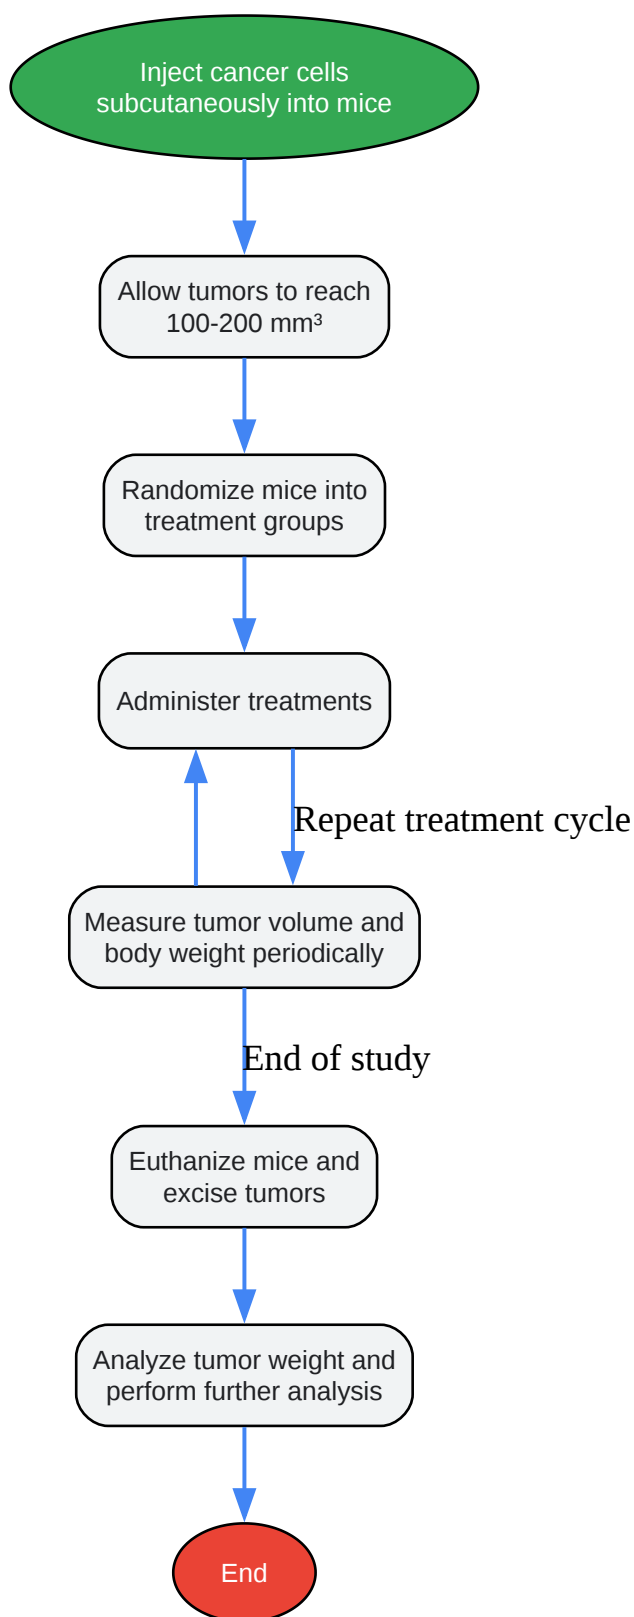 Inject cancer cells
subcutaneously into mice
Allow tumors to reach
100-200 mm³
Randomize mice into
treatment groups
Administer treatments
Repeat treatment cycle
Measure tumor volume and
body weight periodically
End of study
Euthanize mice and
excise tumors
Analyze tumor weight and
perform further analysis
End